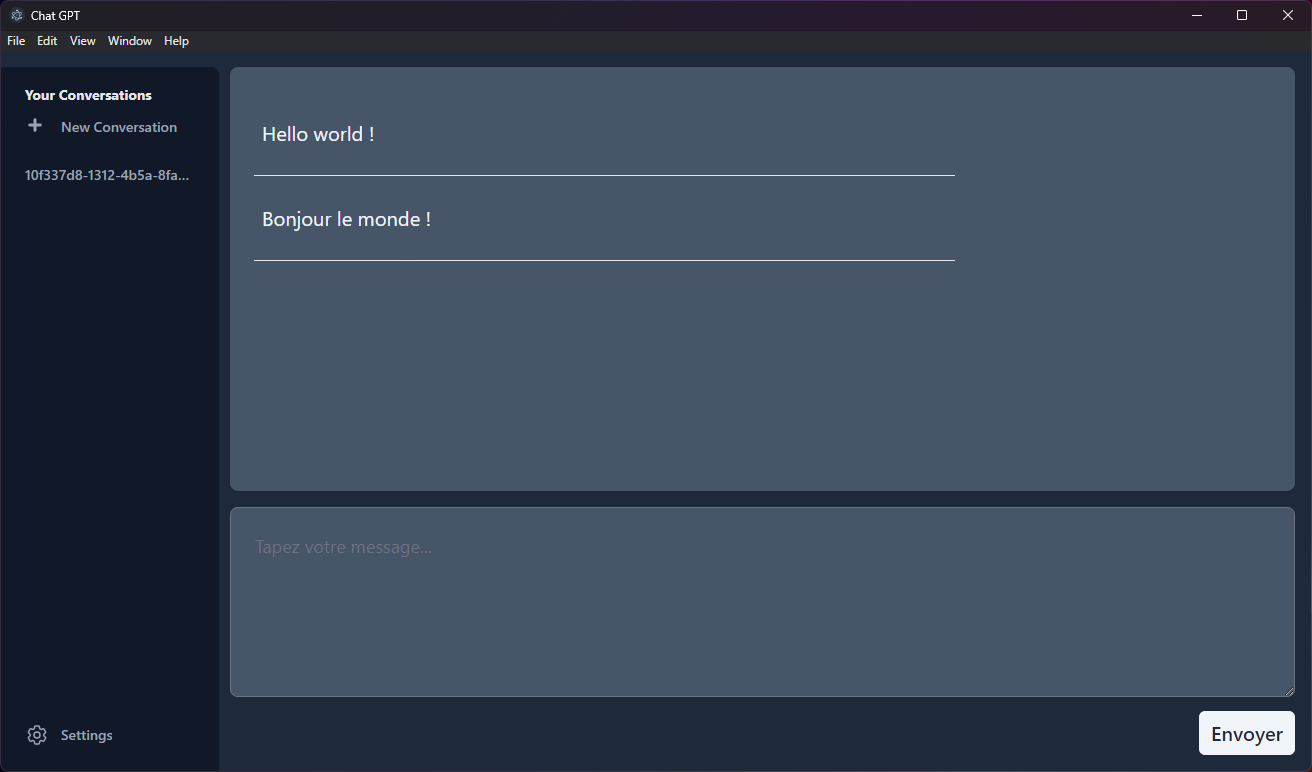 Chat GPT
File Edit View Window Help
Your Conversations
New Conversation
10f337d8-1312-4b5a-8fa...
Settings
Hello world !
Bonjour le monde !
Tapez votre message...
Envoyer